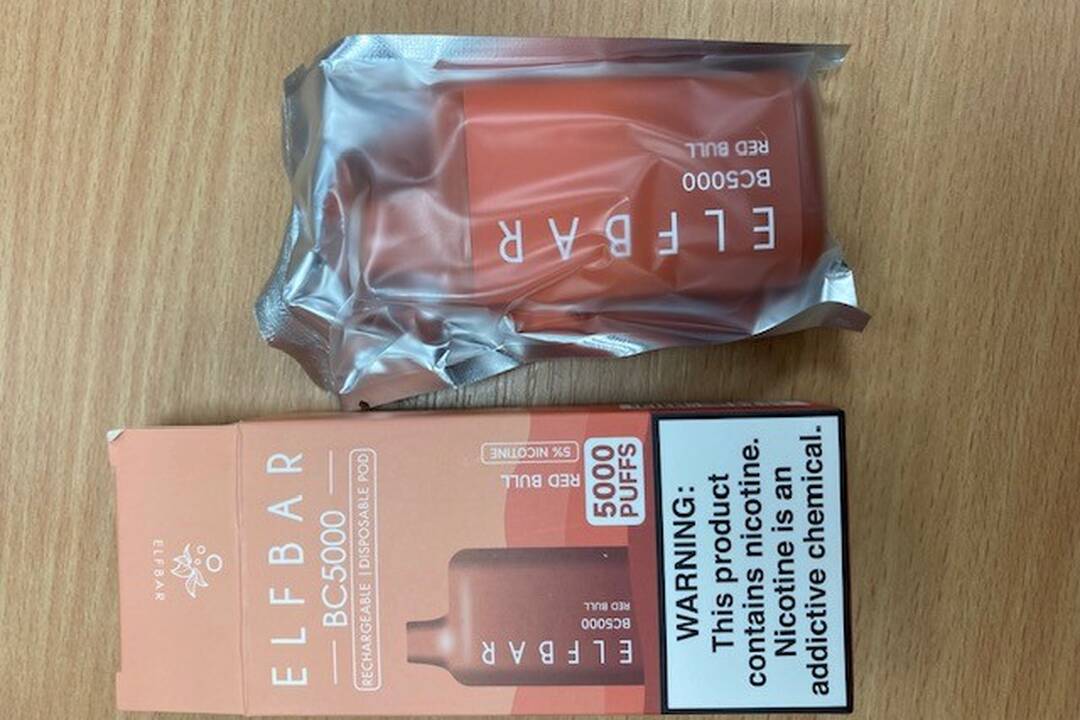 RED BULL
BC5000
ELFBAR
ELFBAR
ELFBAR
BC5000
RECHARGEABLE | DISPOSABLE POD
5% NICOTINE
RED BULL
5000
PUFFS
RED BULL
BC5000
ELFBAR
WARNING:
This product
contains nicotine.
Nicotine is an
addictive chemical.